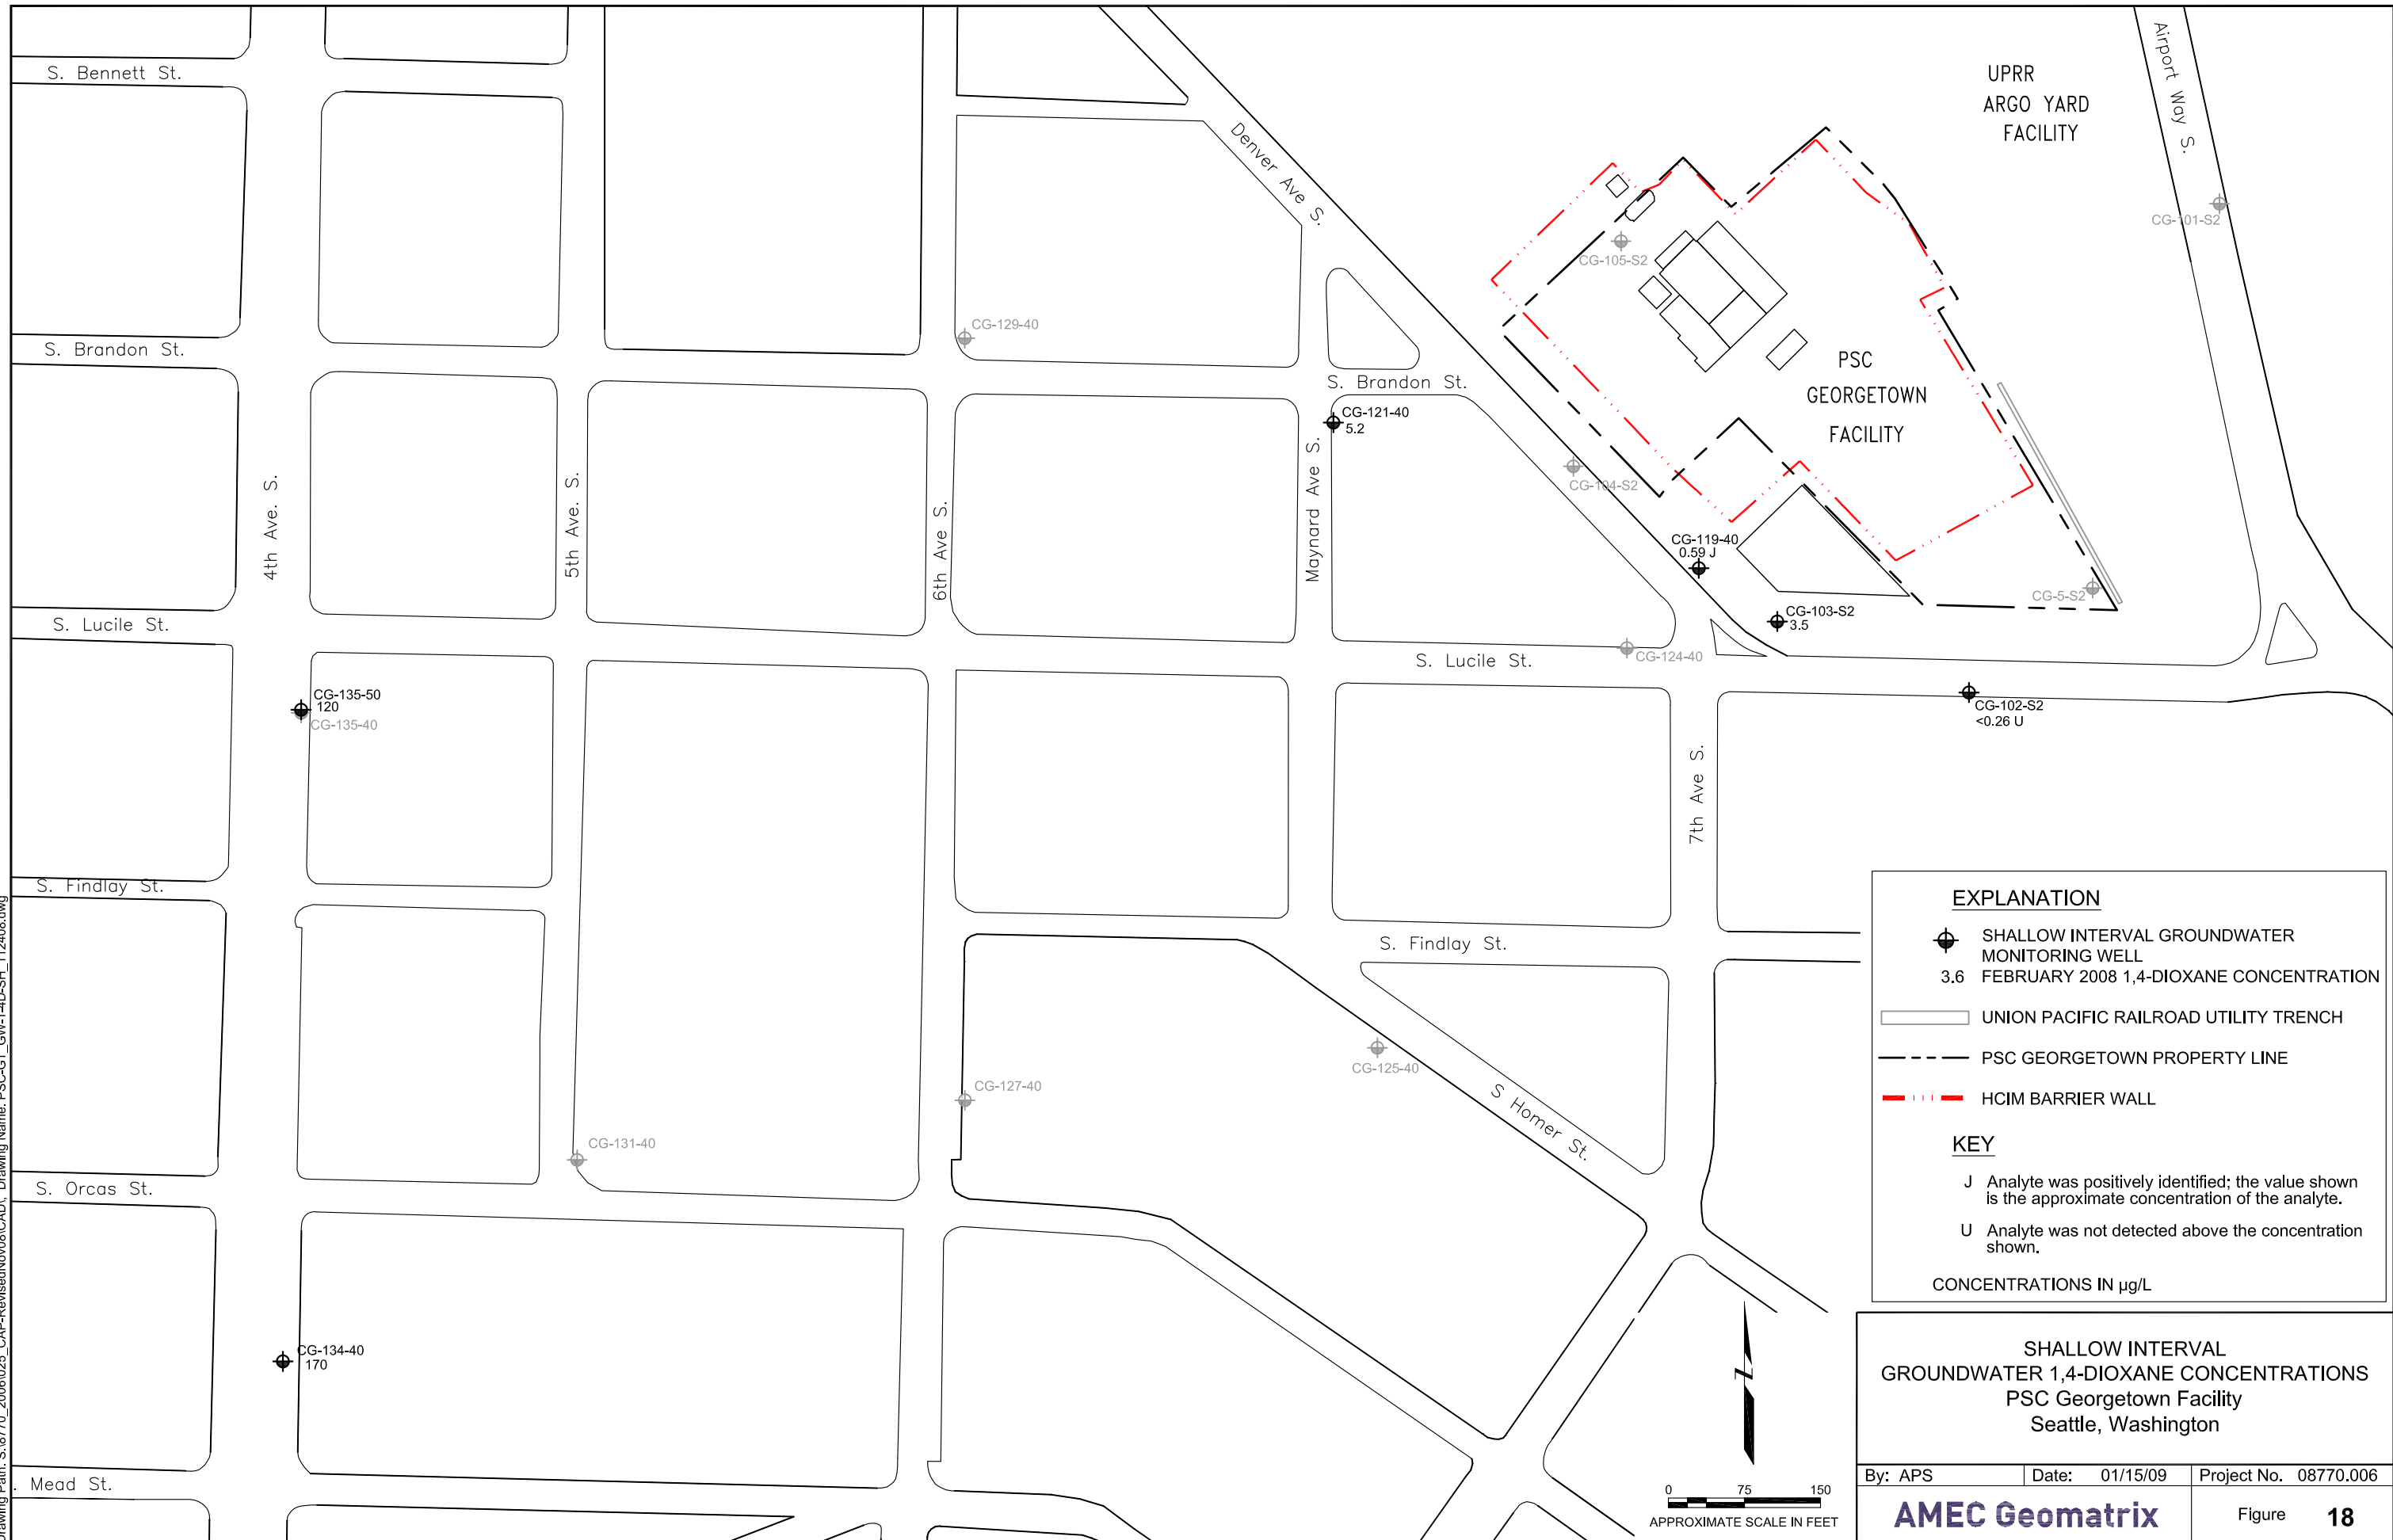 S. Bennett St.
S. Brandon St.
S. Lucile St.
S. Findlay St.
S. Orcas St.
Mead St.
4th Ave. S.
5th Ave. S.
6th Ave S.
Maynard Ave S.
7th Ave S.
Denver Ave S.
Airport Way S.
S. Brandon St.
S. Lucile St.
S. Findlay St.
S Homer St.
UPRR
ARGO YARD
FACILITY
PSC
GEORGETOWN
FACILITY
CG-101-S2
CG-105-S2
CG-129-40
CG-121-40
5.2
CG-104-S2
CG-119-40
0.59 J
CG-103-S2
3.5
CG-5-S2
CG-124-40
CG-102-S2
<0.26 U
CG-135-50
120
CG-135-40
CG-125-40
CG-127-40
CG-131-40
CG-134-40
170
EXPLANATION
SHALLOW INTERVAL GROUNDWATER
MONITORING WELL
3.6 FEBRUARY 2008 1,4-DIOXANE CONCENTRATION
UNION PACIFIC RAILROAD UTILITY TRENCH
PSC GEORGETOWN PROPERTY LINE
HCIM BARRIER WALL
KEY
J Analyte was positively identified; the value shown
is the approximate concentration of the analyte.
U Analyte was not detected above the concentration
shown.
CONCENTRATIONS IN µg/L
N
0 75 150
APPROXIMATE SCALE IN FEET
SHALLOW INTERVAL
GROUNDWATER 1,4-DIOXANE CONCENTRATIONS
PSC Georgetown Facility
Seattle, Washington
By: APS Date: 01/15/09 Project No. 08770.006
AMEC Geomatrix Figure 18